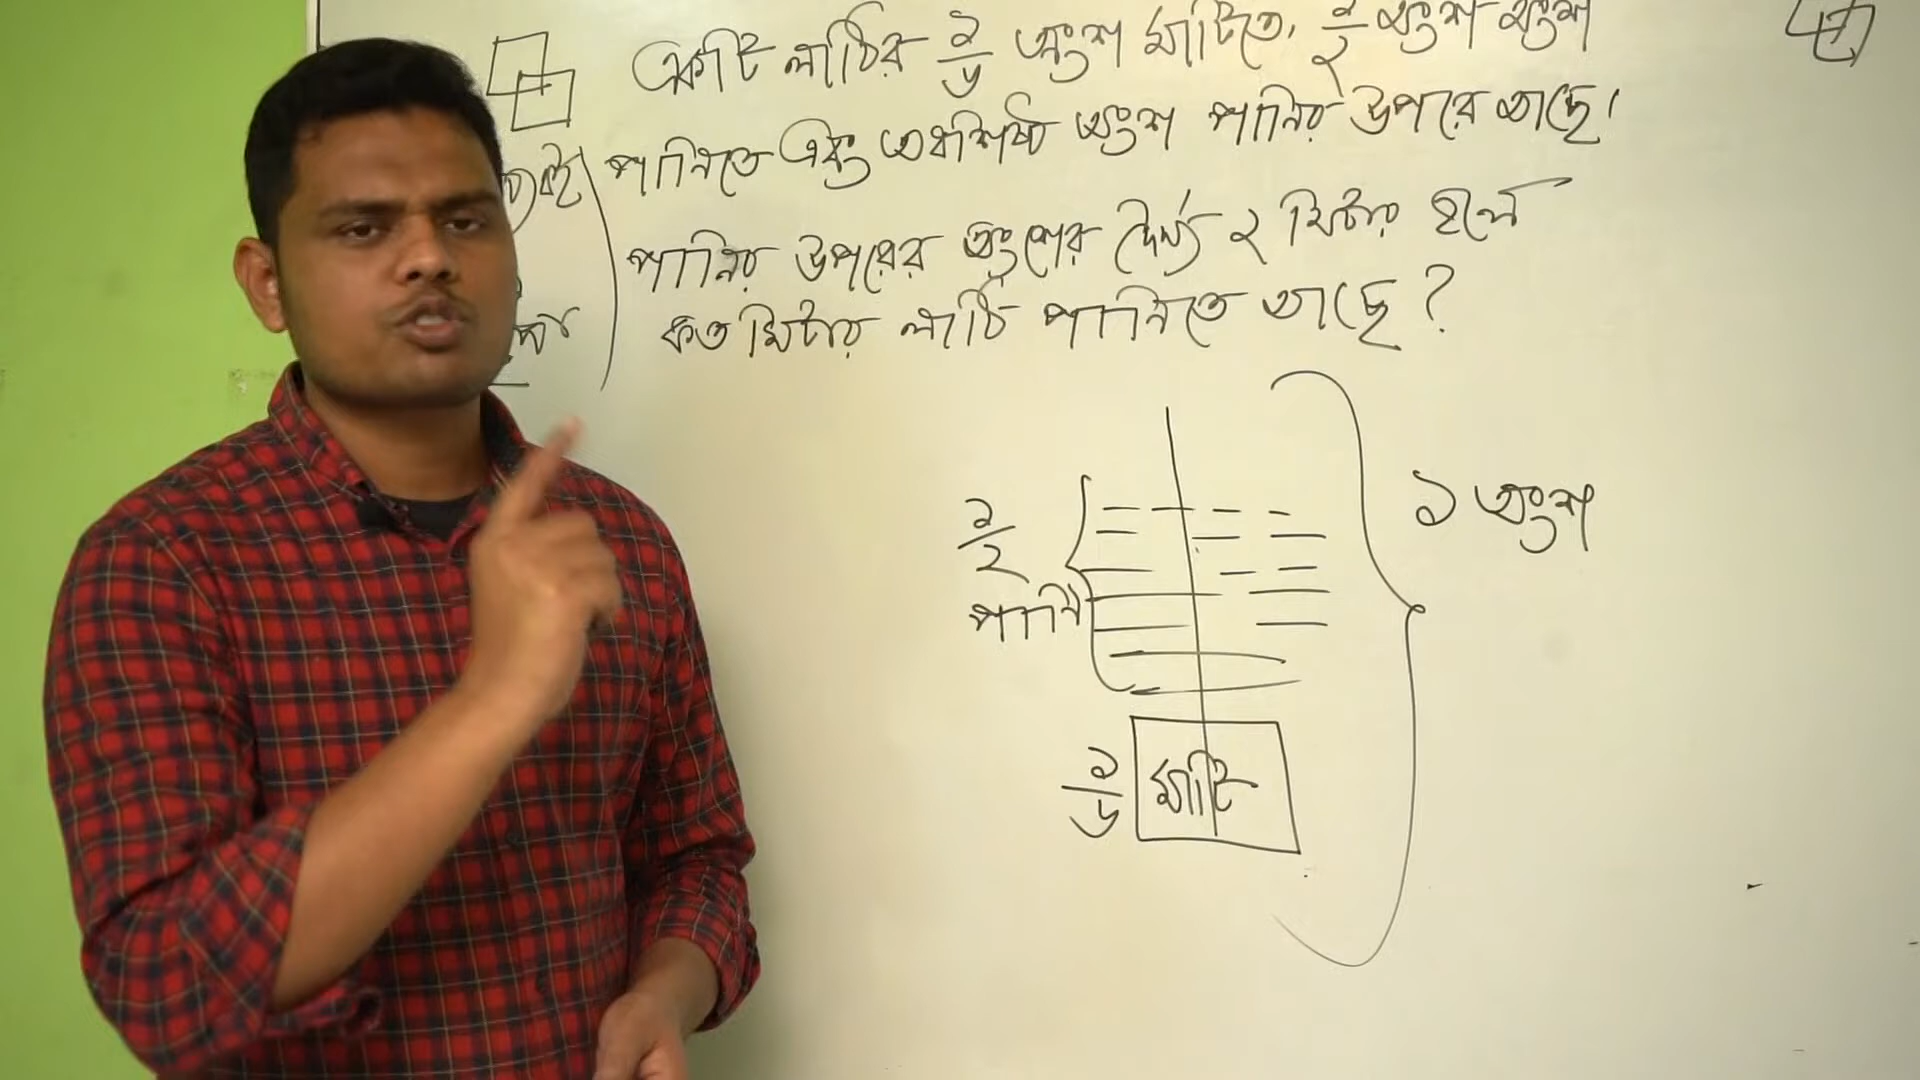 একটি লাঠির ১/৬ অংশ মাটিতে, ১/২ অংশ অংশ
পানিতে এবং অবশিষ্ট অংশ পানির উপরে আছে।
পানির উপরের অংশের দৈর্ঘ্য ২ মিটার হলে
কত মিটার লাঠি পানিতে আছে?
১/২
পানি
১ অংশ
১/৬ মাটি